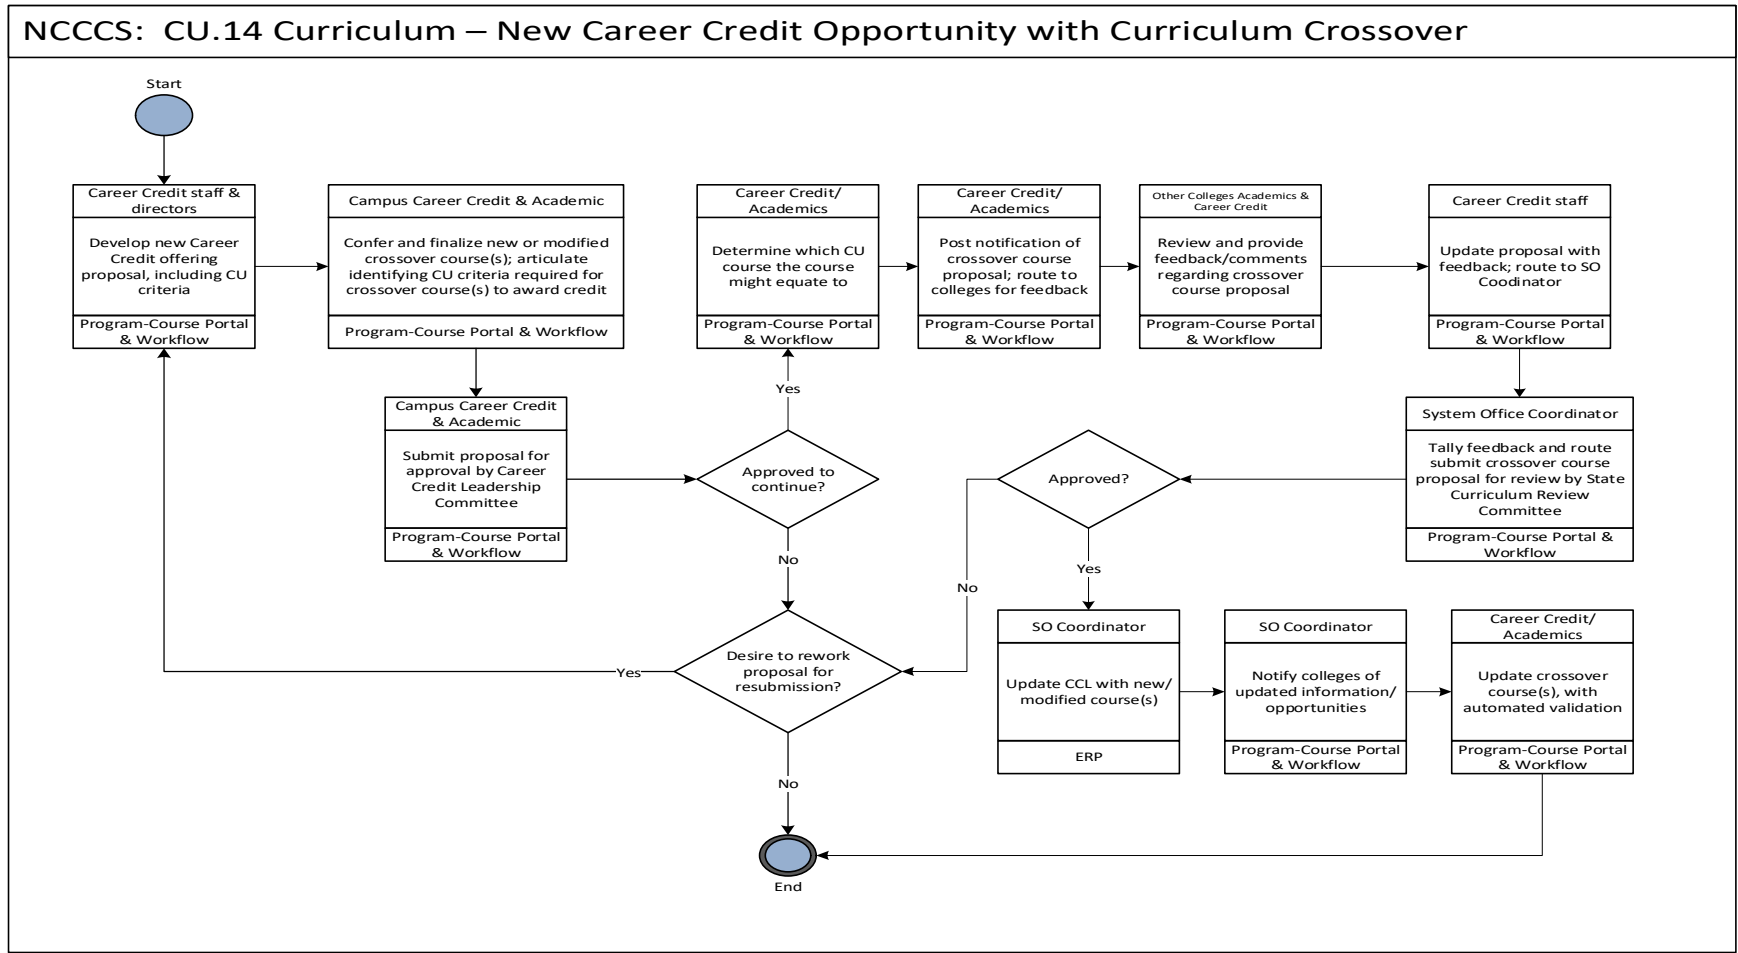 NCCCS:  CU.14 Curriculum – New Career Credit Opportunity with Curriculum Crossover
Start
Career Credit staff &
directors
Develop new Career
Credit offering
proposal, including CU
criteria
Program-Course Portal
& Workflow
Campus Career Credit & Academic
Confer and finalize new or modified
crossover course(s); articulate
identifying CU criteria required for
crossover course(s) to award credit
Program-Course Portal & Workflow
Career Credit/
Academics
Determine which CU
course the course
might equate to
Program-Course Portal
& Workflow
Career Credit/
Academics
Post notification of
crossover course
proposal; route to
colleges for feedback
Program-Course Portal
& Workflow
Other Colleges Academics &
Career Credit
Review and provide
feedback/comments
regarding crossover
course proposal
Program-Course Portal
& Workflow
Career Credit staff
Update proposal with
feedback; route to SO
Coodinator
Program-Course Portal
& Workflow
Yes
Campus Career Credit
& Academic
Submit proposal for
approval by Career
Credit Leadership
Committee
Program-Course Portal
& Workflow
Approved to
continue?
Approved?
System Office Coordinator
Tally feedback and route
submit crossover course
proposal for review by State
Curriculum Review
Committee
Program-Course Portal &
Workflow
No
No
Yes
Desire to rework
proposal for
resubmission?
Yes
SO Coordinator
Update CCL with new/
modified course(s)
ERP
SO Coordinator
Notify colleges of
updated information/
opportunities
Program-Course Portal
& Workflow
Career Credit/
Academics
Update crossover
course(s), with
automated validation
Program-Course Portal
& Workflow
No
End